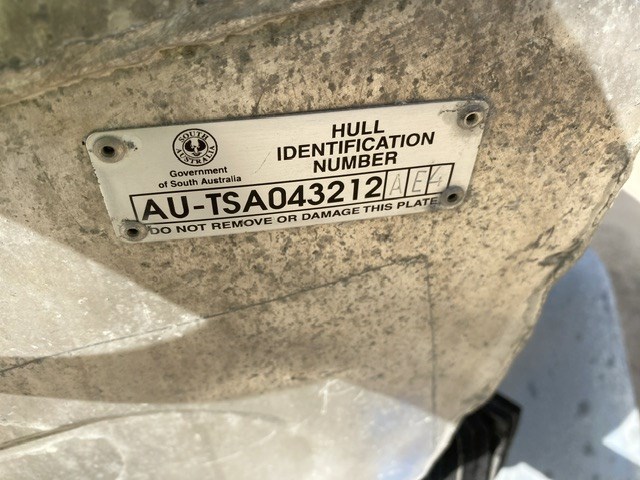 SOUTH AUSTRALIA
Government
of South Australia
HULL
IDENTIFICATION
NUMBER
AU-TSA043212AE4
DO NOT REMOVE OR DAMAGE THIS PLATE